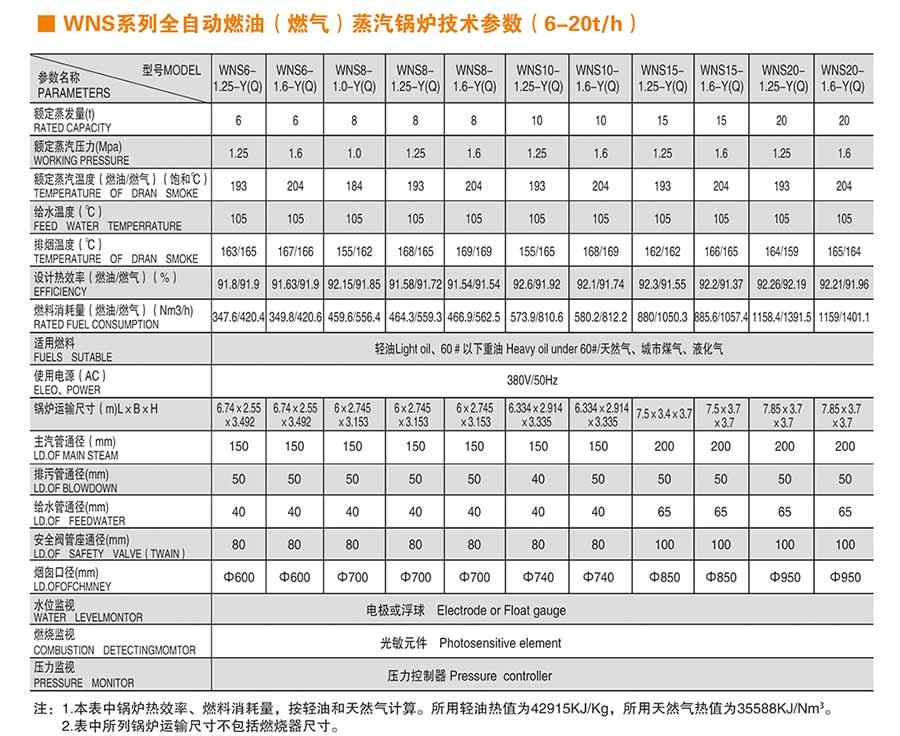 WNS系列全自动燃油（燃气）蒸汽锅炉技术参数（6-20t/h）
参数名称 PARAMETERS 型号MODEL WNS6-1.25-Y(Q) WNS6-1.6-Y(Q) WNS8-1.0-Y(Q) WNS8-1.25-Y(Q) WNS8-1.6-Y(Q) WNS10-1.25-Y(Q) WNS10-1.6-Y(Q) WNS15-1.25-Y(Q) WNS15-1.6-Y(Q) WNS20-1.25-Y(Q) WNS20-1.6-Y(Q)
额定蒸发量(t) RATED CAPACITY 6 6 8 8 8 10 10 15 15 20 20
额定蒸汽压力(Mpa) WORKING PRESSURE 1.25 1.6 1.0 1.25 1.6 1.25 1.6 1.25 1.6 1.25 1.6
额定蒸汽温度（燃油/燃气）（饱和℃） TEMPERATURE OF DRAN SMOKE 193 204 184 193 204 193 204 193 204 193 204
给水温度（℃） FEED WATER TEMPERRATURE 105 105 105 105 105 105 105 105 105 105 105
排烟温度（℃） TEMPERATURE OF DRAN SMOKE 163/165 167/166 155/162 168/165 169/169 155/165 168/169 162/162 166/165 164/159 165/164
设计热效率（燃油/燃气）（%） EFFICIENCY 91.8/91.9 91.63/91.9 92.15/91.85 91.58/91.72 91.54/91.54 92.6/91.92 92.1/91.74 92.3/91.55 92.2/91.37 92.26/92.19 92.21/91.96
燃料消耗量（燃油/燃气）（Nm3/h) RATED FUEL CONSUMPTION 347.6/420.4 349.8/420.6 459.6/556.4 464.3/559.3 466.9/562.5 573.9/810.6 580.2/812.2 880/1050.3 885.6/1057.4 1158.4/1391.5 1159/1401.1
适用燃料 FUELS SUTABLE 轻油Light oil、60＃以下重油 Heavy oil under 60#/天然气、城市煤气、液化气
使用电源（AC） ELEO、POWER 380V/50Hz
锅炉运输尺寸（m)L x B x H 6.74 x 2.55 x 3.492 6.74 x 2.55 x 3.492 6 x 2.745 x 3.153 6 x 2.745 x 3.153 6 x 2.745 x 3.153 6.334 x 2.914 x 3.335 6.334 x 2.914 x 3.335 7.5 x 3.4 x 3.7 7.5 x 3.7 x 3.7 7.85 x 3.7 x 3.7 7.85 x 3.7 x 3.7
主汽管通径（mm) LD.OF MAIN STEAM 150 150 150 150 150 150 150 200 200 200 200
排污管通径(mm) LD.OF BLOWDOWN 50 50 50 50 50 40 50 50 50 50 50
给水管通径(mm) LD.OF FEEDWATER 40 40 40 40 40 40 40 65 65 65 65
安全阀管座通径(mm) LD.OF SAFETY VALVE (TWAIN) 80 80 80 80 80 80 80 100 100 100 100
烟囱口径(mm) LD.OFOFCHMNEY Φ600 Φ600 Φ700 Φ700 Φ700 Φ740 Φ740 Φ850 Φ850 Φ950 Φ950
水位监视 WATER LEVELMONTOR 电极或浮球 Electrode or Float gauge
燃烧监视 COMBUSTION DETECTINGMOMTOR 光敏元件 Photosensitive element
压力监视 PRESSURE MONITOR 压力控制器 Pressure controller
注：1.本表中锅炉热效率、燃料消耗量，按轻油和天然气计算。所用轻油热值为42915KJ/Kg，所用天然气热值为35588KJ/Nm³。
2.表中所列锅炉运输尺寸不包括燃烧器尺寸。